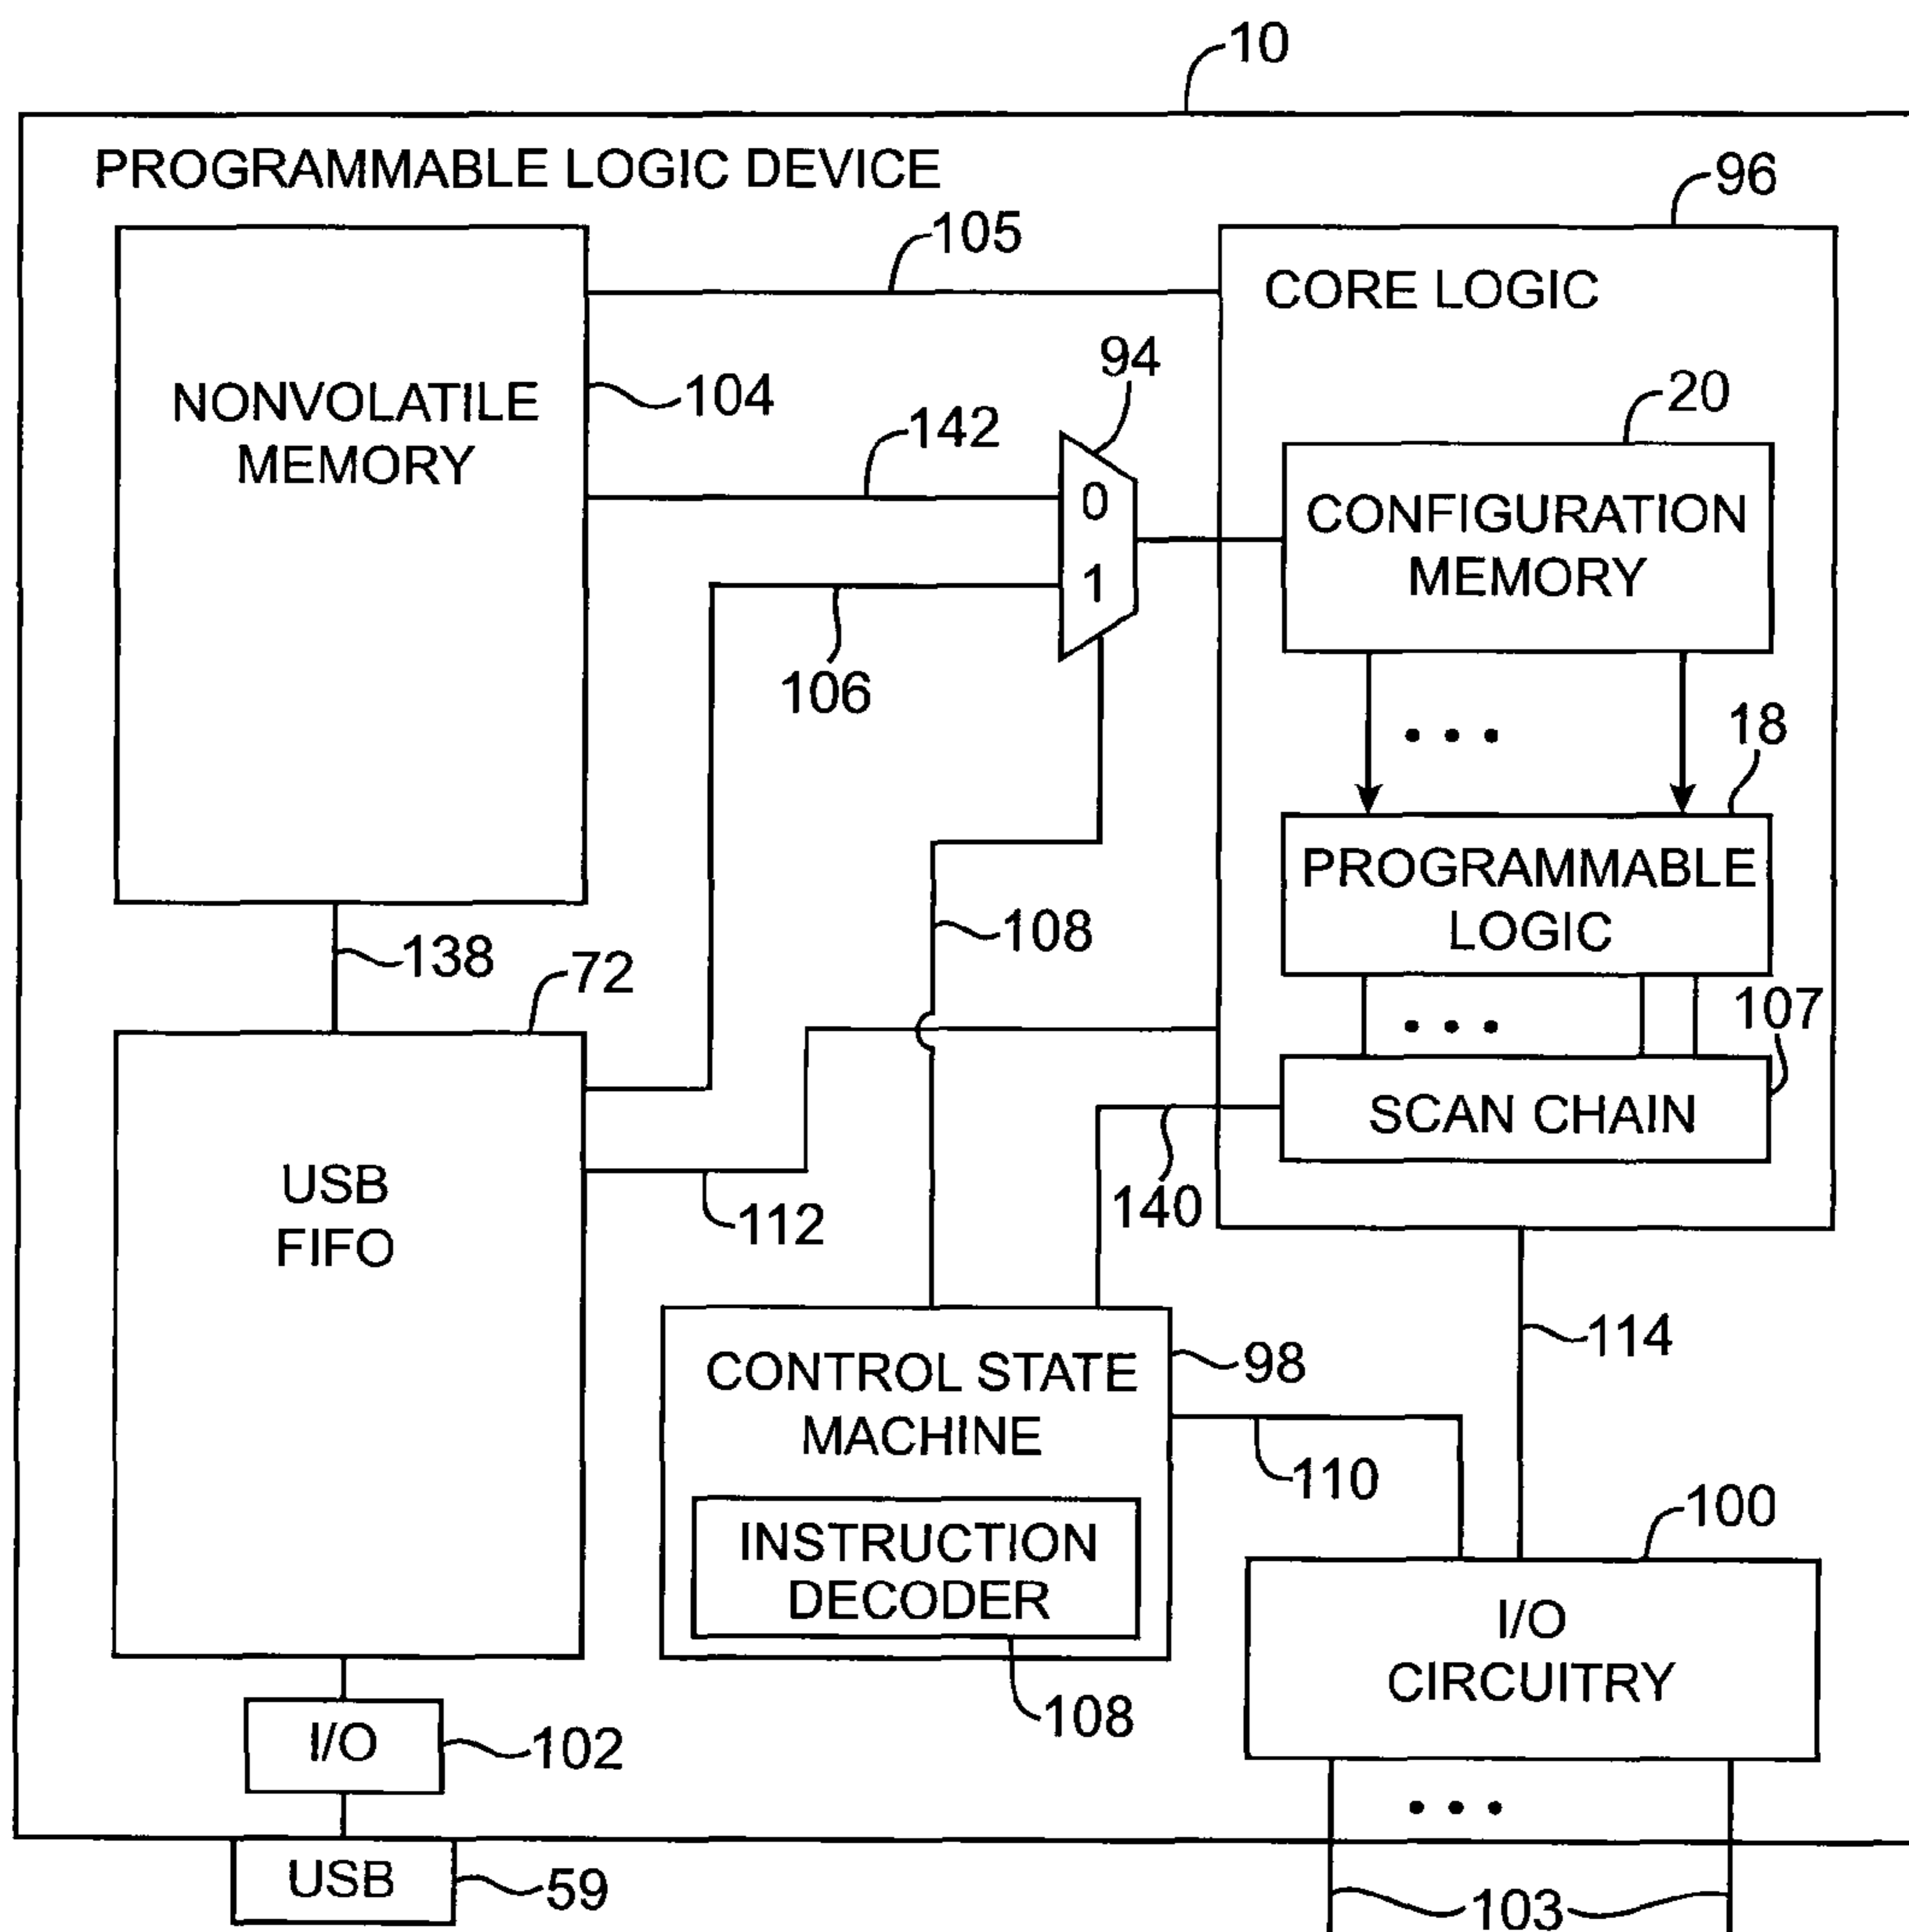 10
PROGRAMMABLE LOGIC DEVICE
96
105
CORE LOGIC
NONVOLATILE
MEMORY
104
142
94
0
1
20
CONFIGURATION
MEMORY
106
• • •
18
PROGRAMMABLE
LOGIC
108
138
72
• • •
107
SCAN CHAIN
USB
FIFO
112
140
114
CONTROL STATE
MACHINE
98
110
INSTRUCTION
DECODER
108
100
I/O
CIRCUITRY
I/O
102
• • •
USB
59
103